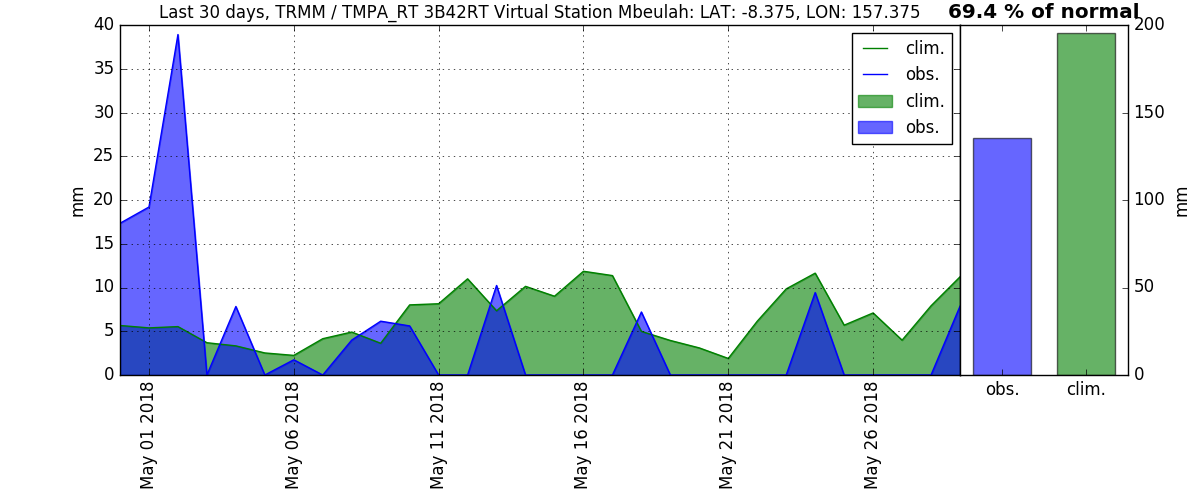 Last 30 days, TRMM / TMPA_RT 3B42RT Virtual Station Mbeulah: LAT: -8.375, LON: 157.375
69.4 % of normal
40
35
30
25
20
15
10
5
0
mm
clim.
obs.
clim.
obs.
May 01 2018
May 06 2018
May 11 2018
May 16 2018
May 21 2018
May 26 2018
200
150
100
50
0
mm
obs.
clim.